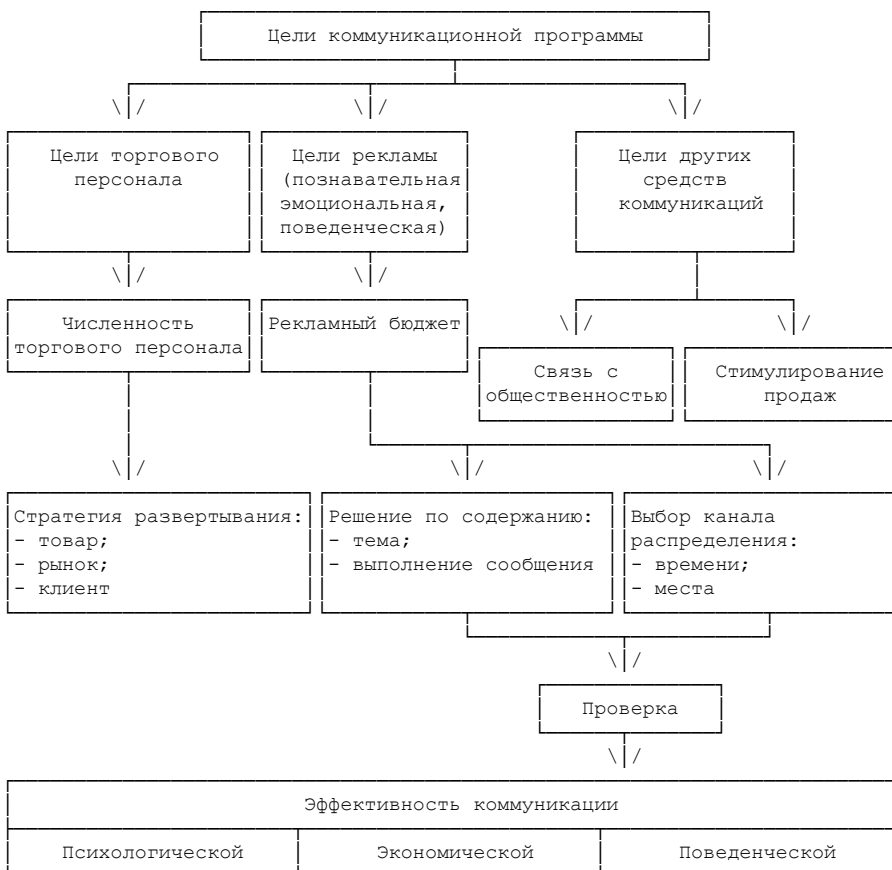 Цели коммуникационной программы
Цели торгового
персонала
Цели рекламы
(познавательная
эмоциональная,
поведенческая)
Цели других
средств
коммуникаций
Численность
торгового персонала
Рекламный бюджет
Связь с
общественностью
Стимулирование
продаж
Стратегия развертывания:
- товар;
- рынок;
- клиент
Решение по содержанию:
- тема;
- выполнение сообщения
Выбор канала
распределения:
- времени;
- места
Проверка
Эффективность коммуникации
Психологической
Экономической
Поведенческой